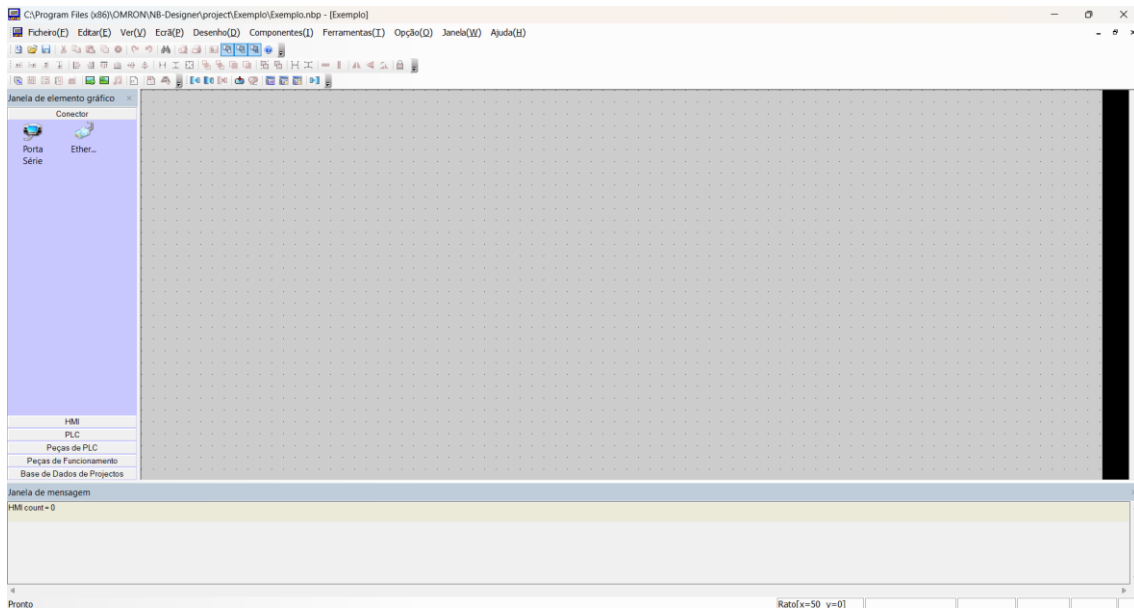 C:\Program Files (x86)\OMRON\NB-Designer\project\Exemplo\Exemplo.nbp - [Exemplo]
Ficheiro(F) Editar(E) Ver(V) Ecrã(P) Desenho(D) Componentes(I) Ferramentas(T) Opção(O) Janela(W) Ajuda(H)
Janela de elemento gráfico
Conector
Porta Ether...
Série
HMI
PLC
Peças de PLC
Peças de Funcionamento
Base de Dados de Projectos
Janela de mensagem
HMI count = 0
Pronto Rato[x=50 y=0]